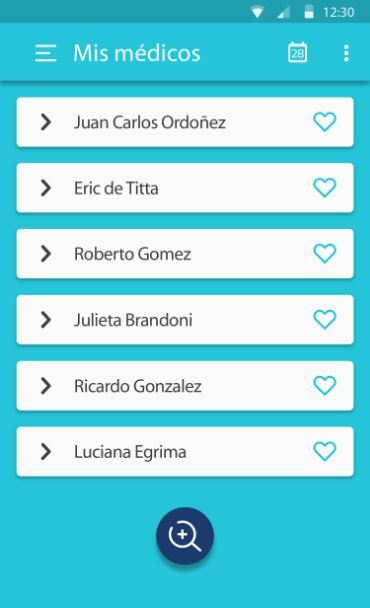 12:30
Mis médicos
28
Juan Carlos Ordoñez
Eric de Titta
Roberto Gomez
Julieta Brandoni
Ricardo Gonzalez
Luciana Egrima